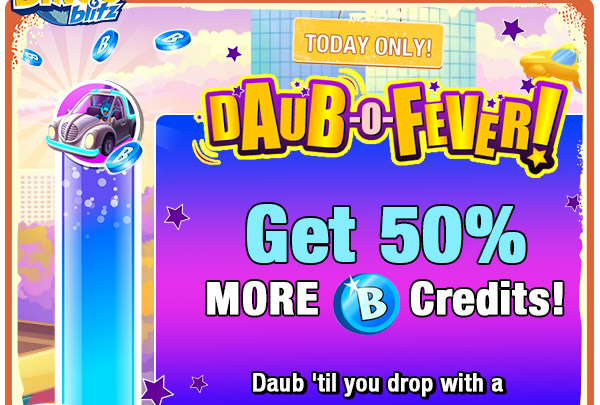 blitz
TODAY ONLY!
DAUB-O-FEVER!
Get 50%
MORE B Credits!
Daub 'til you drop with a
B
B
B
B